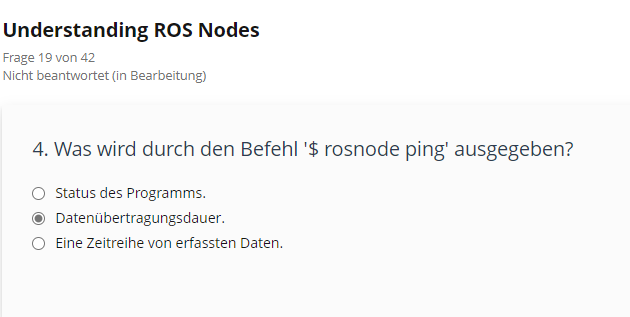 Understanding ROS Nodes
Frage 19 von 42
Nicht beantwortet (in Bearbeitung)
4. Was wird durch den Befehl '$ rosnode ping' ausgegeben?
Status des Programms.
Datenübertragungsdauer.
Eine Zeitreihe von erfassten Daten.